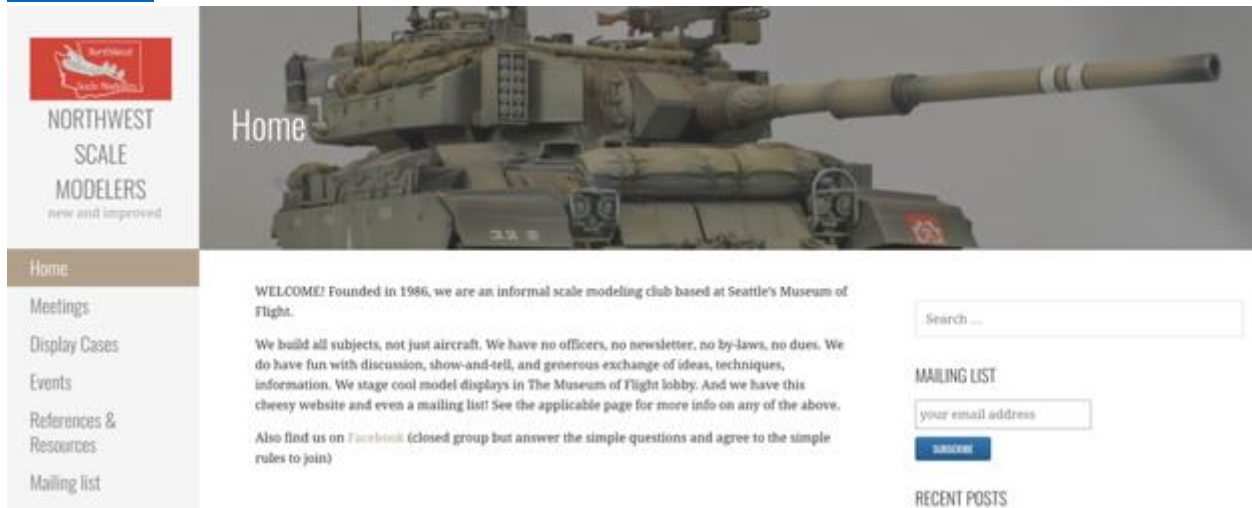 NorthWest
Scale Modelers
NORTHWEST
SCALE
MODELERS
new and improved
Home
Meetings
Display Cases
Events
References &
Resources
Mailing list
Home
WELCOME! Founded in 1986, we are an informal scale modeling club based at Seattle's Museum of
Flight.
We build all subjects, not just aircraft. We have no officers, no newsletter, no by-laws, no dues. We
do have fun with discussion, show-and-tell, and generous exchange of ideas, techniques,
information. We stage cool model displays in The Museum of Flight lobby. And we have this
cheesy website and even a mailing list! See the applicable page for more info on any of the above.
Also find us on Facebook (closed group but answer the simple questions and agree to the simple
rules to join)
Search ...
MAILING LIST
your email address
SUBSCRIBE
RECENT POSTS